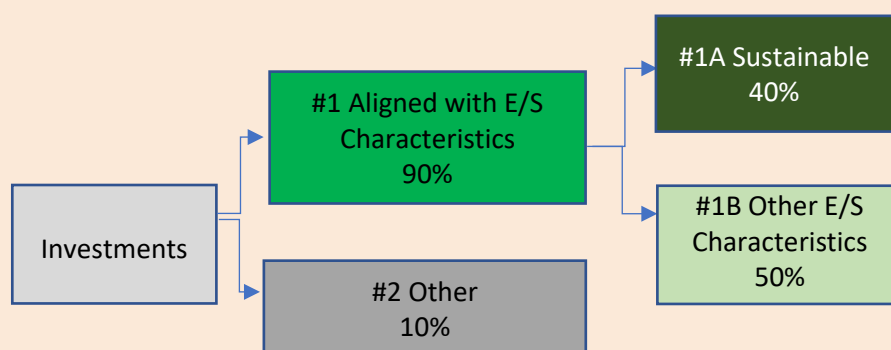 Investments
#1 Aligned with E/S
Characteristics
90%
#2 Other
10%
#1A Sustainable
40%
#1B Other E/S
Characteristics
50%